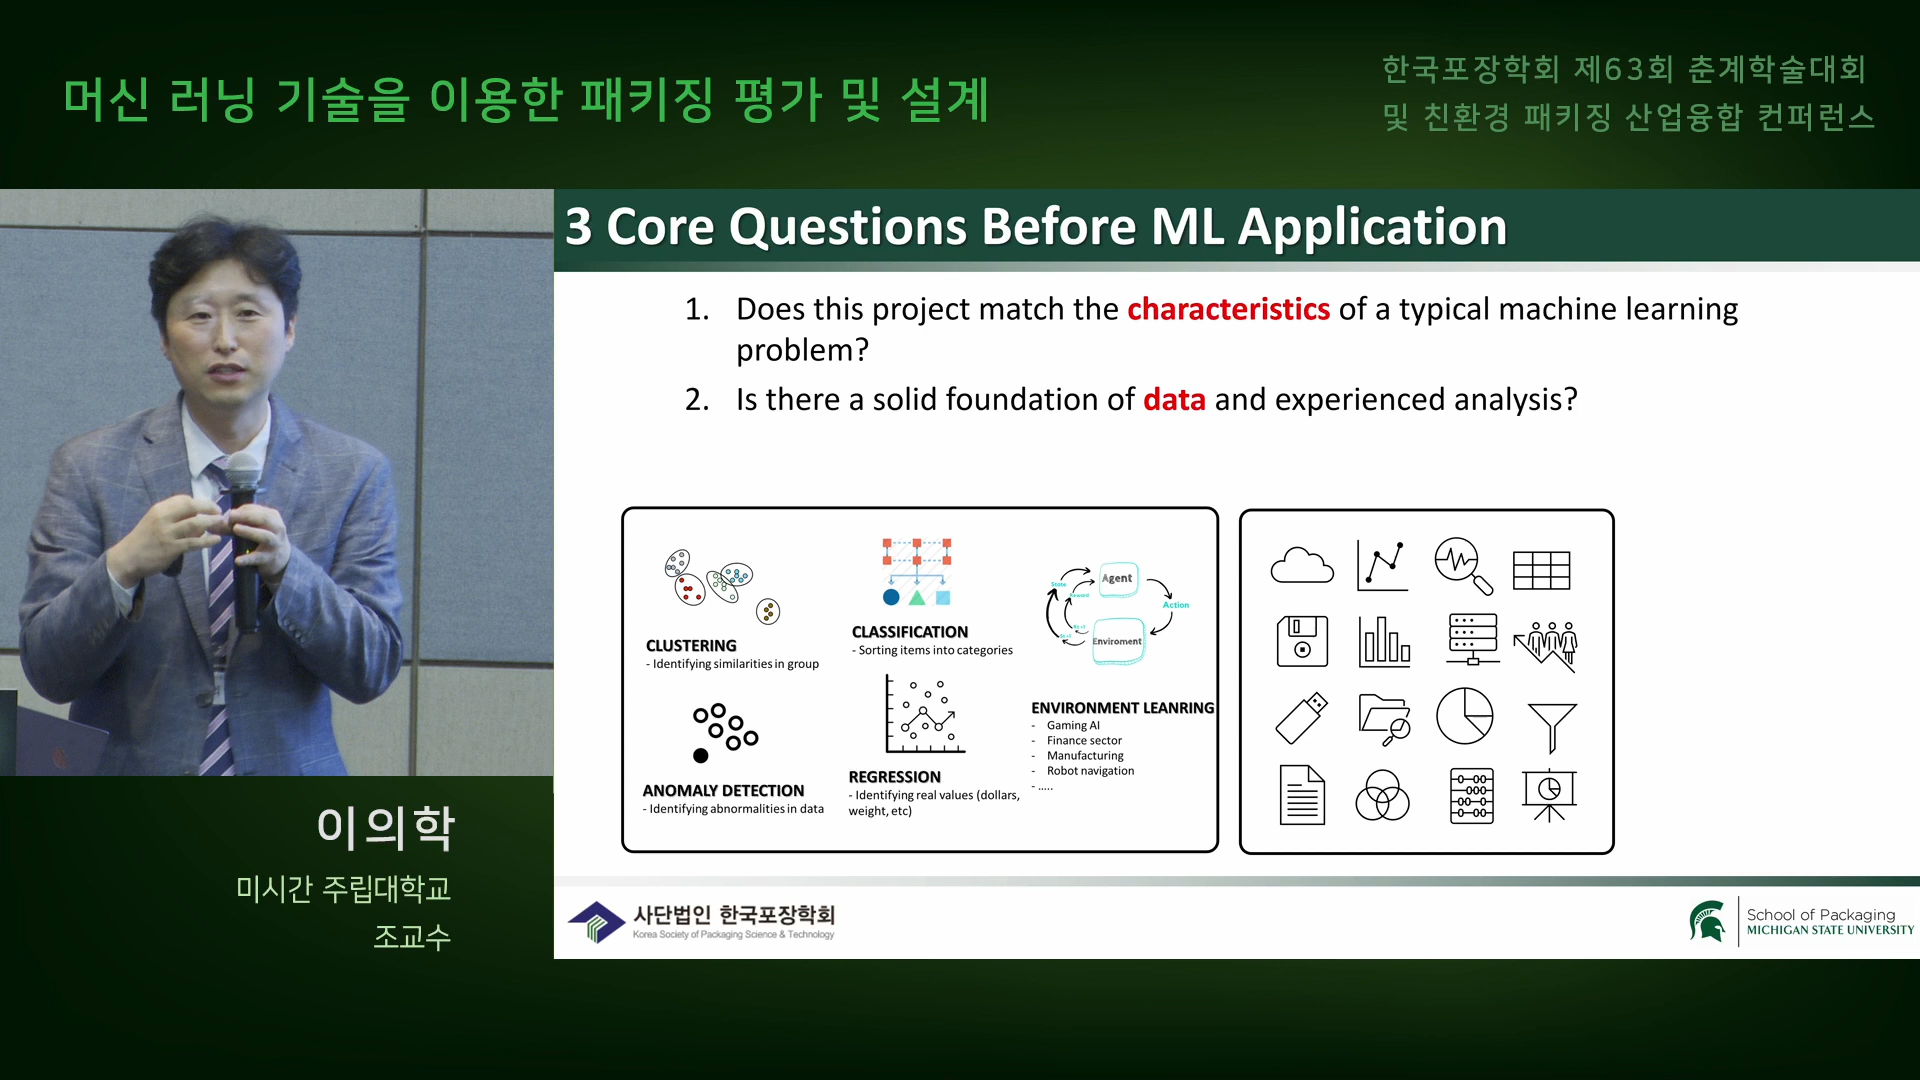 머신 러닝 기술을 이용한 패키징 평가 및 설계
한국포장학회 제63회 춘계학술대회
및 친환경 패키징 산업융합 컨퍼런스
3 Core Questions Before ML Application
1. Does this project match the characteristics of a typical machine learning
problem?
2. Is there a solid foundation of data and experienced analysis?
CLUSTERING
- Identifying similarities in group
CLASSIFICATION
- Sorting items into categories
Agent
State
Reward
Action
Enviroment
ANOMALY DETECTION
- Identifying abnormalities in data
REGRESSION
- Identifying real values (dollars,
weight, etc)
ENVIRONMENT LEANRING
- Gaming AI
- Finance sector
- Manufacturing
- Robot navigation
- .....
이의학
미시간 주립대학교
조교수
사단법인 한국포장학회
Korea Society of Packaging Science & Technology
School of Packaging
MICHIGAN STATE UNIVERSITY